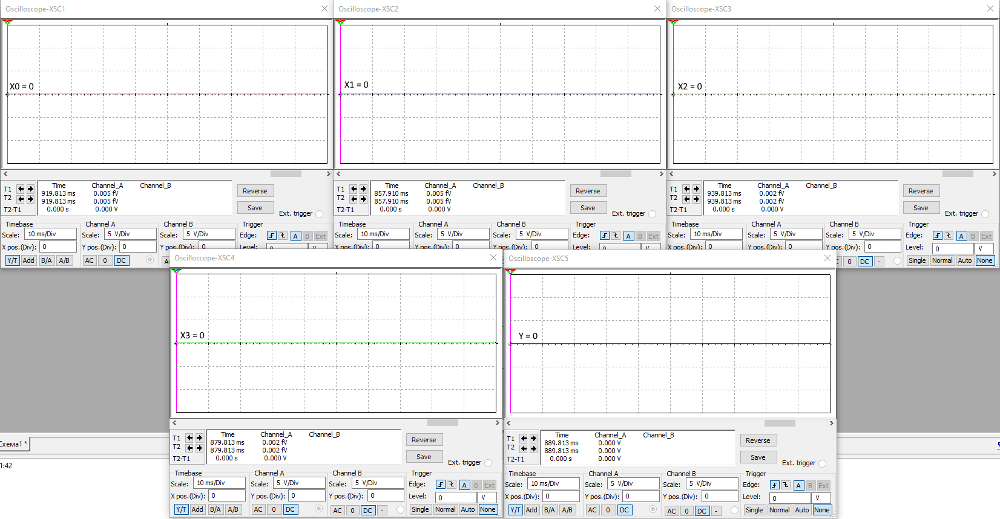 Oscilloscope-XSC1
X0 = 0
Time Channel_A Channel_B
T1 919.813 ms 0.005 fV
T2 919.813 ms 0.005 fV
T2-T1 0.000 s 0.000 V
Reverse
Save
Ext. trigger
Timebase Channel A Channel B Trigger
Scale: 10 ms/Div Scale: 5 V/Div Scale: 5 V/Div Edge: A B Ext
X pos.(Div): 0 Y pos.(Div): 0 Y pos.(Div): 0 Level: 0 V
Y/T Add B/A A/B AC 0 DC
Oscilloscope-XSC2
X1 = 0
Time Channel_A Channel_B
T1 857.910 ms 0.005 fV
T2 857.910 ms 0.005 fV
T2-T1 0.000 s 0.000 V
Reverse
Save
Ext. trigger
Timebase Channel A Channel B Trigger
Scale: 10 ms/Div Scale: 5 V/Div Scale: 5 V/Div Edge: A B Ext
X pos.(Div): 0 Y pos.(Div): 0 Y pos.(Div): 0 Level: 0 V
Oscilloscope-XSC3
X2 = 0
Time Channel_A Channel_B
T1 939.813 ms 0.002 fV
T2 939.813 ms 0.002 fV
T2-T1 0.000 s 0.000 V
Reverse
Save
Ext. trigger
Timebase Channel A Channel B Trigger
Scale: 10 ms/Div Scale: 5 V/Div Scale: 5 V/Div Edge: A B Ext
X pos.(Div): 0 Y pos.(Div): 0 Y pos.(Div): 0 Level: 0 V
0 DC - Single Normal Auto None
Oscilloscope-XSC4
X3 = 0
Time Channel_A Channel_B
T1 879.813 ms 0.002 fV
T2 879.813 ms 0.002 fV
T2-T1 0.000 s 0.000 V
Reverse
Save
Ext. trigger
Timebase Channel A Channel B Trigger
Scale: 10 ms/Div Scale: 5 V/Div Scale: 5 V/Div Edge: A B Ext
X pos.(Div): 0 Y pos.(Div): 0 Y pos.(Div): 0 Level: 0 V
Y/T Add B/A A/B AC 0 DC AC 0 DC - Single Normal Auto None
Oscilloscope-XSC5
Y = 0
Time Channel_A Channel_B
T1 889.813 ms 0.000 V
T2 889.813 ms 0.000 V
T2-T1 0.000 s 0.000 V
Reverse
Save
Ext. trigger
Timebase Channel A Channel B Trigger
Scale: 10 ms/Div Scale: 5 V/Div Scale: 5 V/Div Edge: A B Ext
X pos.(Div): 0 Y pos.(Div): 0 Y pos.(Div): 0 Level: 0 V
Y/T Add B/A A/B AC 0 DC AC 0 DC - Single Normal Auto None
Схема1 *
1:42